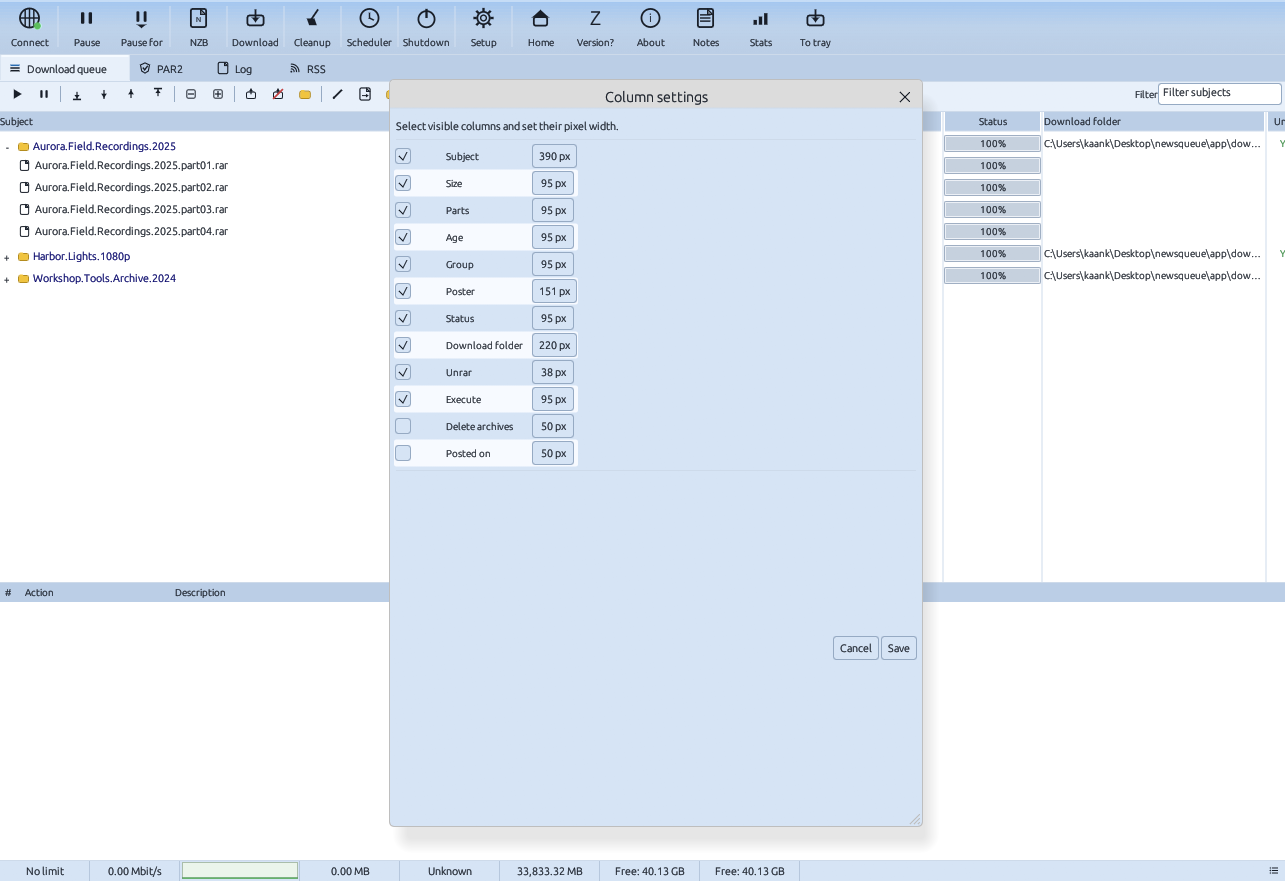 Connect Pause Pause for NZB Download Cleanup Scheduler Shutdown Setup Home Version? About Notes Stats To tray
Download queue PAR2 Log RSS
Filter Filter subjects
Subject Status Download folder Un
- Aurora.Field.Recordings.2025 100% C:\Users\kaank\Desktop\newsqueue\app\dow... Y
Aurora.Field.Recordings.2025.part01.rar 100%
Aurora.Field.Recordings.2025.part02.rar 100%
Aurora.Field.Recordings.2025.part03.rar 100%
Aurora.Field.Recordings.2025.part04.rar 100%
+ Harbor.Lights.1080p 100% C:\Users\kaank\Desktop\newsqueue\app\dow... Y
+ Workshop.Tools.Archive.2024 100% C:\Users\kaank\Desktop\newsqueue\app\dow...
Column settings
Select visible columns and set their pixel width.
Subject 390 px
Size 95 px
Parts 95 px
Age 95 px
Group 95 px
Poster 151 px
Status 95 px
Download folder 220 px
Unrar 38 px
Execute 95 px
Delete archives 50 px
Posted on 50 px
Cancel Save
# Action Description
No limit 0.00 Mbit/s 0.00 MB Unknown 33,833.32 MB Free: 40.13 GB Free: 40.13 GB